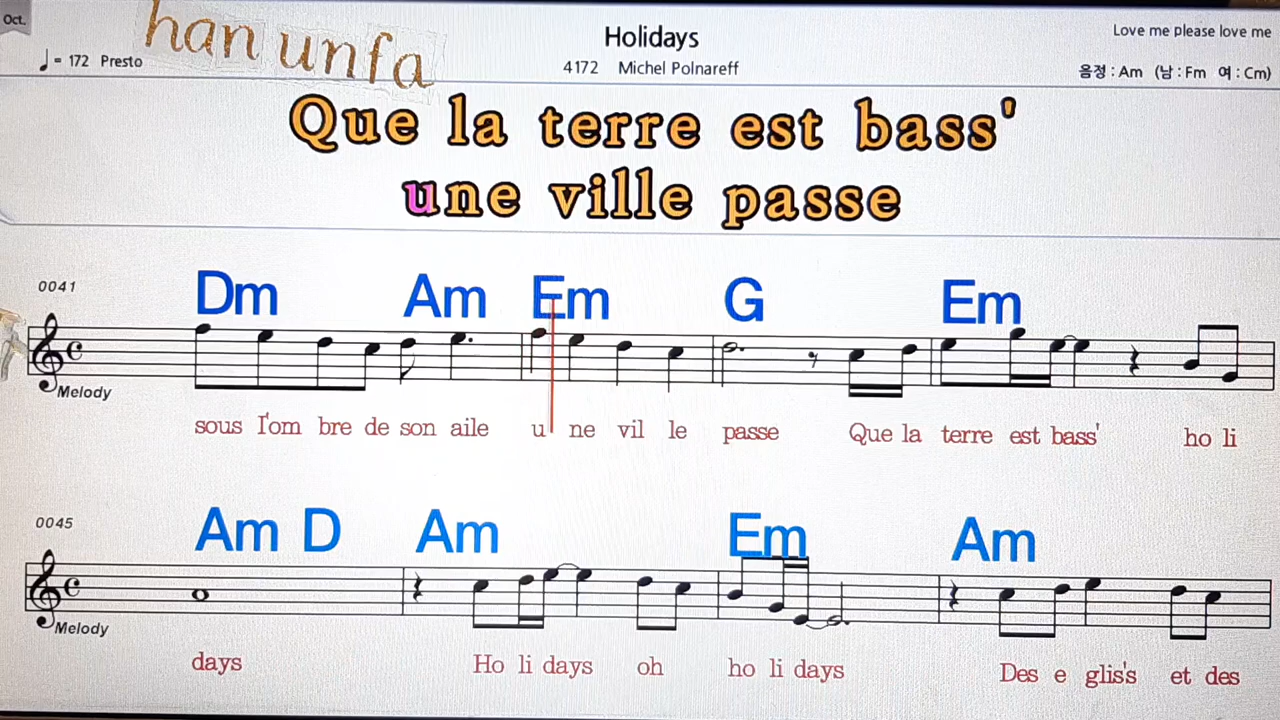 Oct.
han unfa
Holidays
Love me please love me
= 172 Presto
4172 Michel Polnareff
음정 : Am (남 : Fm 여 : Cm)
Que la terre est bass'
une ville passe
0041
Dm Am Em G Em
Melody
sous l'om bre de son aile u ne vil le passe Que la terre est bass' ho li
0045
Am D Am Em Am
Melody
days Ho li days oh ho li days Des e glis's et des